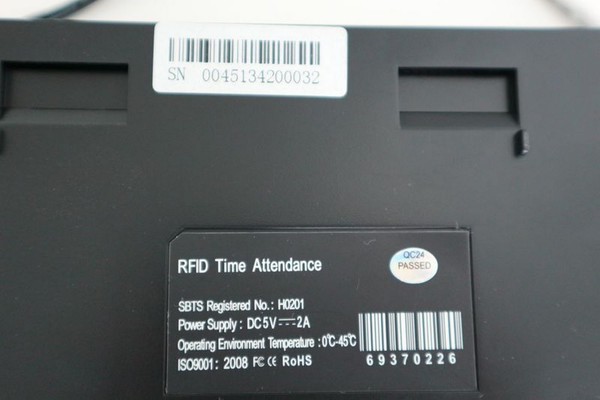 SN 0045134200032
RFID Time Attendance
QC24
PASSED
SBTS Registered No.: H0201
Power Supply: DC5V---2A
Operating Environment Temperature:0℃-45℃
ISO9001: 2008 FC CE RoHS
69370226